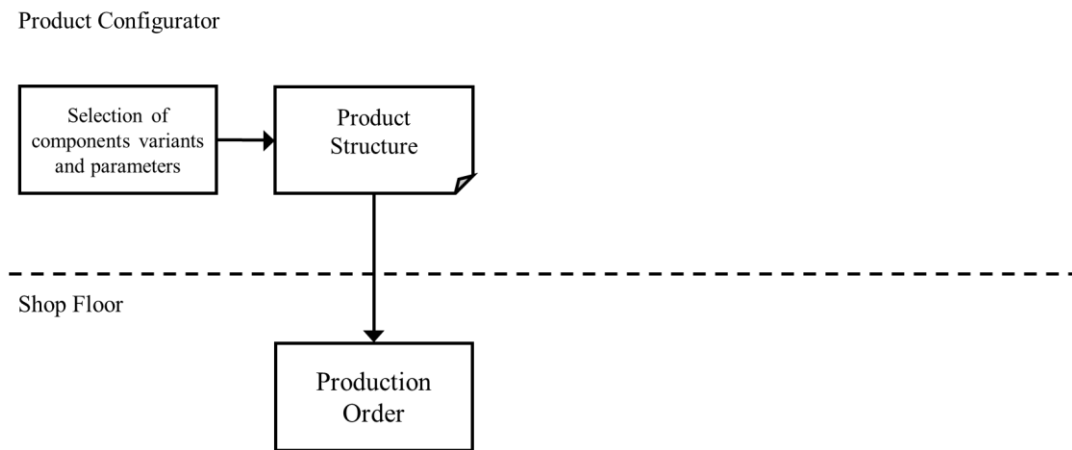 Product Configurator
Selection of
components variants
and parameters
Product
Structure
Shop Floor
Production
Order